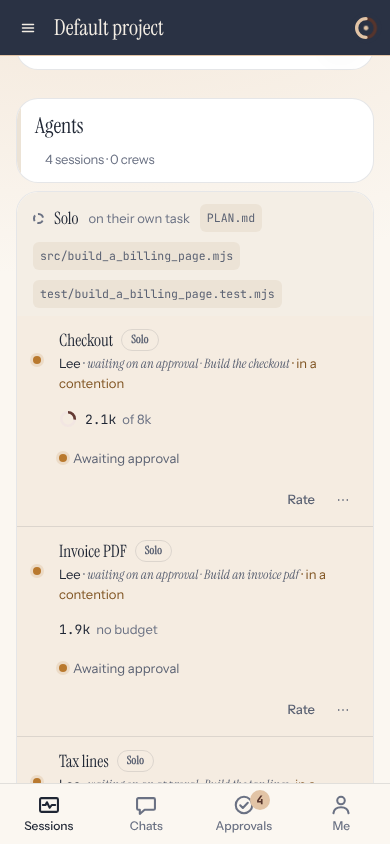 Default project
Agents
4 sessions · 0 crews
Solo on their own task PLAN.md
src/build_a_billing_page.mjs
test/build_a_billing_page.test.mjs
Checkout Solo
Lee · waiting on an approval · Build the checkout · in a
contention
2.1k of 8k
Awaiting approval
Rate ···
Invoice PDF Solo
Lee · waiting on an approval · Build an invoice pdf · in a
contention
1.9k no budget
Awaiting approval
Rate ···
Tax lines Solo
4
Sessions Chats Approvals Me